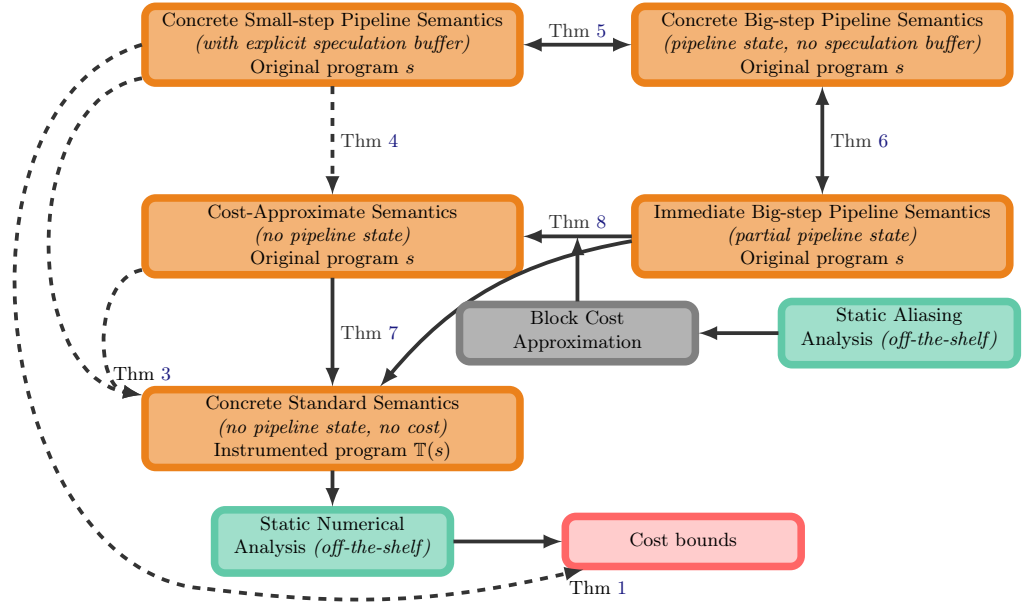 Concrete Small-step Pipeline Semantics
(with explicit speculation buffer)
Original program s
Thm 5
Concrete Big-step Pipeline Semantics
(pipeline state, no speculation buffer)
Original program s
Thm 4
Thm 6
Cost-Approximate Semantics
(no pipeline state)
Original program s
Thm 8
Immediate Big-step Pipeline Semantics
(partial pipeline state)
Original program s
Block Cost
Approximation
Static Aliasing
Analysis (off-the-shelf)
Thm 7
Thm 3
Concrete Standard Semantics
(no pipeline state, no cost)
Instrumented program 𝕋(s)
Static Numerical
Analysis (off-the-shelf)
Cost bounds
Thm 1